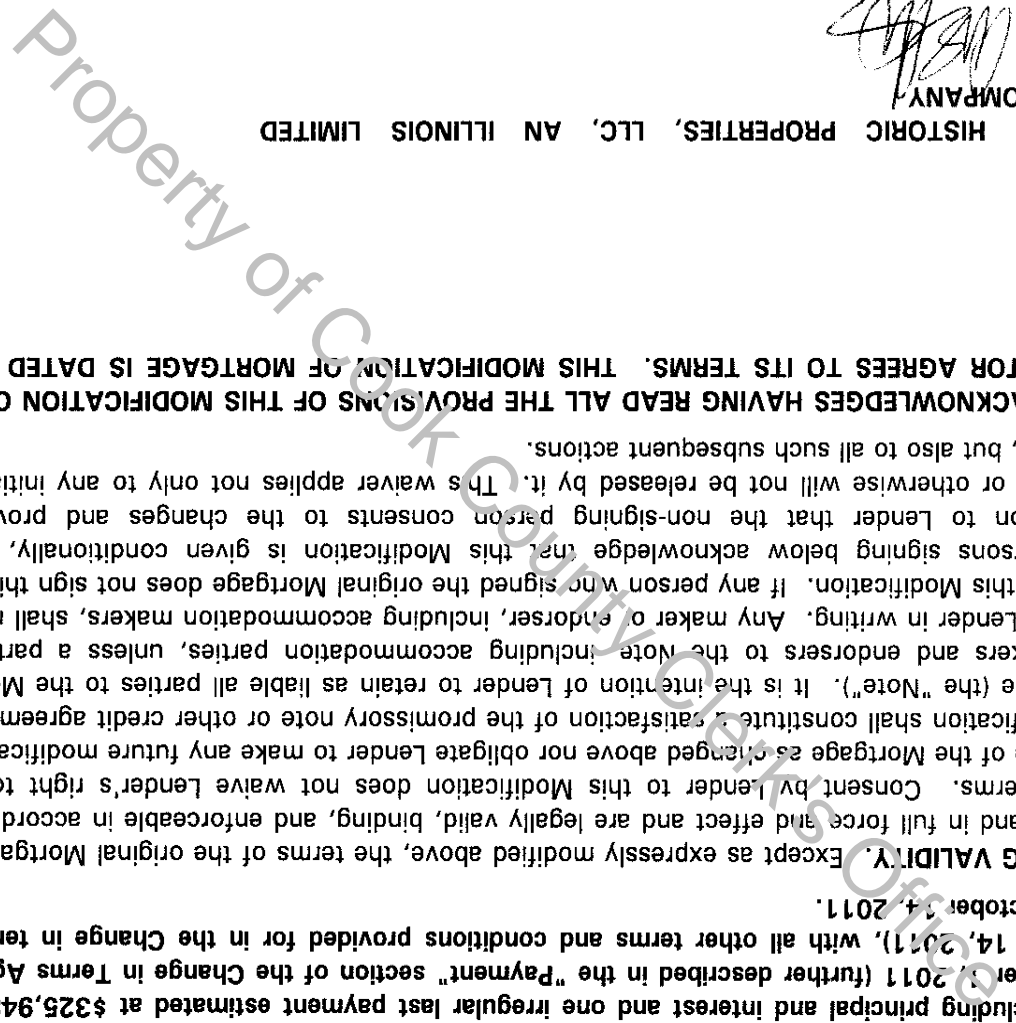 cluding principal and interest and one irregular last payment estimated at $325,94
er 1, 2011 (further described in the "Payment" section of the Change in Terms Ag
14, 2011), with all other terms and conditions provided for in the Change in ter
ctober 14, 2011.
G VALIDITY. Except as expressly modified above, the terms of the original Mortga
and in full force and effect and are legally valid, binding, and enforceable in accord
terms. Consent by Lender to this Modification does not waive Lender's right to
of the Mortgage as changed above nor obligate Lender to make any future modifica
fication shall constitute a satisfaction of the promissory note or other credit agreem
e (the "Note"). It is the intention of Lender to retain as liable all parties to the M
kers and endorsers to the Note, including accommodation parties, unless a part
Lender in writing. Any maker or endorser, including accommodation makers, shall
this Modification. If any person who signed the original Mortgage does not sign thi
rsons signing below acknowledge that this Modification is given conditionally,
on to Lender that the non-signing person consents to the changes and prov
or otherwise will not be released by it. This waiver applies not only to any initia
, but also to all such subsequent actions.
ACKNOWLEDGES HAVING READ ALL THE PROVISIONS OF THIS MODIFICATION O
TOR AGREES TO ITS TERMS. THIS MODIFICATION OF MORTGAGE IS DATED
HISTORIC PROPERTIES, LLC, AN ILLINOIS LIMITED
OMPANY
Property of Cook County Clerk's Office